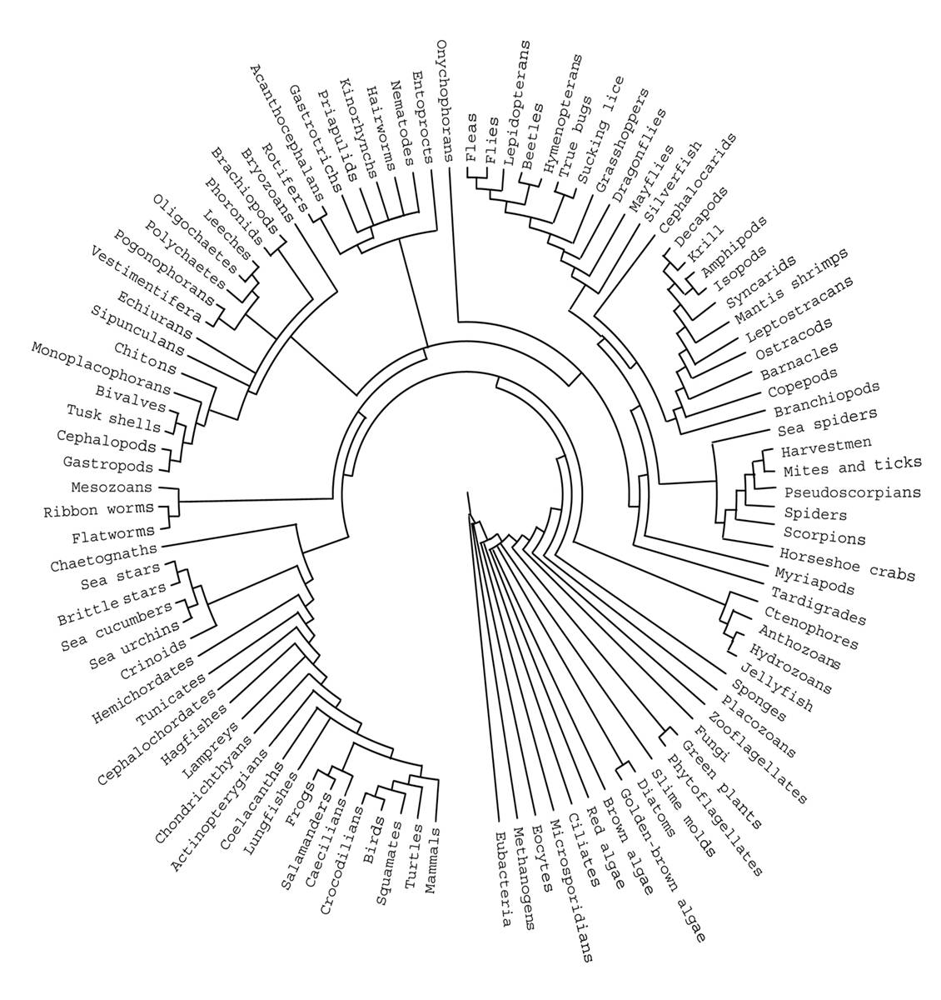 Onychophorans
Fleas
Flies
Lepidopterans
Beetles
Hymenopterans
True bugs
Sucking lice
Grasshoppers
Dragonflies
Mayflies
Silverfish
Cephalocarids
Decapods
Krill
Amphipods
Isopods
Syncarids
Mantis shrimps
Leptostracans
Ostracods
Barnacles
Copepods
Branchiopods
Sea spiders
Harvestmen
Mites and ticks
Pseudoscorpians
Spiders
Scorpions
Horseshoe crabs
Myriapods
Tardigrades
Ctenophores
Anthozoans
Hydrozoans
Jellyfish
Sponges
Placozoans
Zooflagellates
Fungi
Green plants
Phytoflagellates
Slime molds
Diatoms
Golden-brown algae
Brown algae
Red algae
Ciliates
Microsporidians
Eocytes
Methanogens
Eubacteria
Mammals
Turtles
Squamates
Birds
Crocodilians
Caecilians
Salamanders
Frogs
Lungfishes
Coelacanths
Actinopterygians
Chondrichthyans
Lampreys
Hagfishes
Cephalochordates
Tunicates
Hemichordates
Crinoids
Sea urchins
Sea cucumbers
Brittle stars
Sea stars
Chaetognaths
Flatworms
Ribbon worms
Mesozoans
Gastropods
Cephalopods
Tusk shells
Bivalves
Monoplacophorans
Chitons
Sipunculans
Echiurans
Vestimentifera
Pogonophorans
Polychaetes
Oligochaetes
Leeches
Phoronids
Brachiopods
Bryozoans
Rotifers
Acanthocephalans
Gastrotrichs
Priapulids
Kinorhynchs
Hairworms
Nematodes
Entoprocts